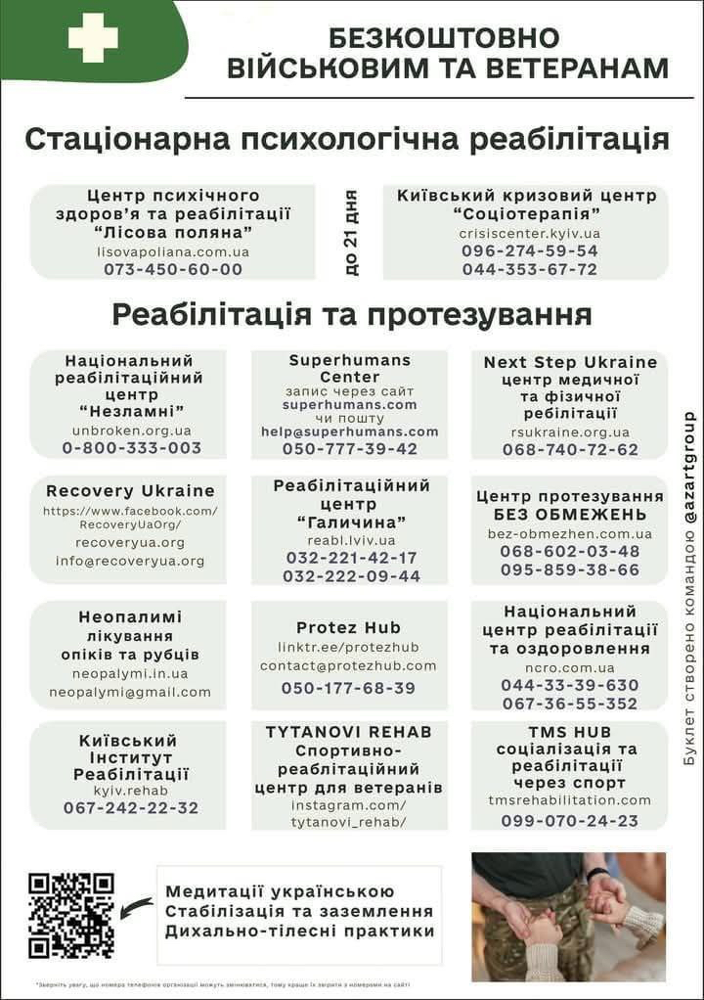 БЕЗКОШТОВНО
ВІЙСЬКОВИМ ТА ВЕТЕРАНАМ
Стаціонарна психологічна реабілітація
Центр психічного
здоров’я та реабілітації
“Лісова поляна”
lisovapoliana.com.ua
073-450-60-00
до 21 дня
Київський кризовий центр
“Соціотерапія”
crisiscenter.kyiv.ua
096-274-59-54
044-353-67-72
Реабілітація та протезування
Національний
реабілітаційний
центр
“Незламні”
unbroken.org.ua
0-800-333-003
Superhumans
Center
запис через сайт
superhumans.com
чи пошту
help@superhumans.com
050-777-39-42
Next Step Ukraine
центр медичної
та фізичної
ребілітації
rsukraine.org.ua
068-740-72-62
Recovery Ukraine
https://www.facebook.com/
RecoveryUaOrg/
recoveryua.org
info@recoveryua.org
Реабілітаційний
центр
“Галичина”
reabl.lviv.ua
032-221-42-17
032-222-09-44
Центр протезування
БЕЗ ОБМЕЖЕНЬ
bez-obmezhen.com.ua
068-602-03-48
095-859-38-66
Неопалимі
лікування
опіків та рубців
neopalymi.in.ua
neopalymi@gmail.com
Protez Hub
linktr.ee/protezhub
contact@protezhub.com
050-177-68-39
Національний
центр реабілітації
та оздоровлення
ncro.com.ua
044-33-39-630
067-36-55-352
Київський
Інститут
Реабілітації
kyiv.rehab
067-242-22-32
TYTANOVI REHAB
Спортивно-
реаблітаційний
центр для ветеранів
instagram.com/
tytanovi_rehab/
TMS HUB
соціалізація та
реабілітації
через спорт
tmsrehabilitation.com
099-070-24-23
Буклет створено командою @azartgroup
Медитації українською
Стабілізація та заземлення
Дихально-тілесні практики
*Зверніть увагу, що номера телефонів організації можуть змінюватися, тому краще їх звірити з номерами на сайті